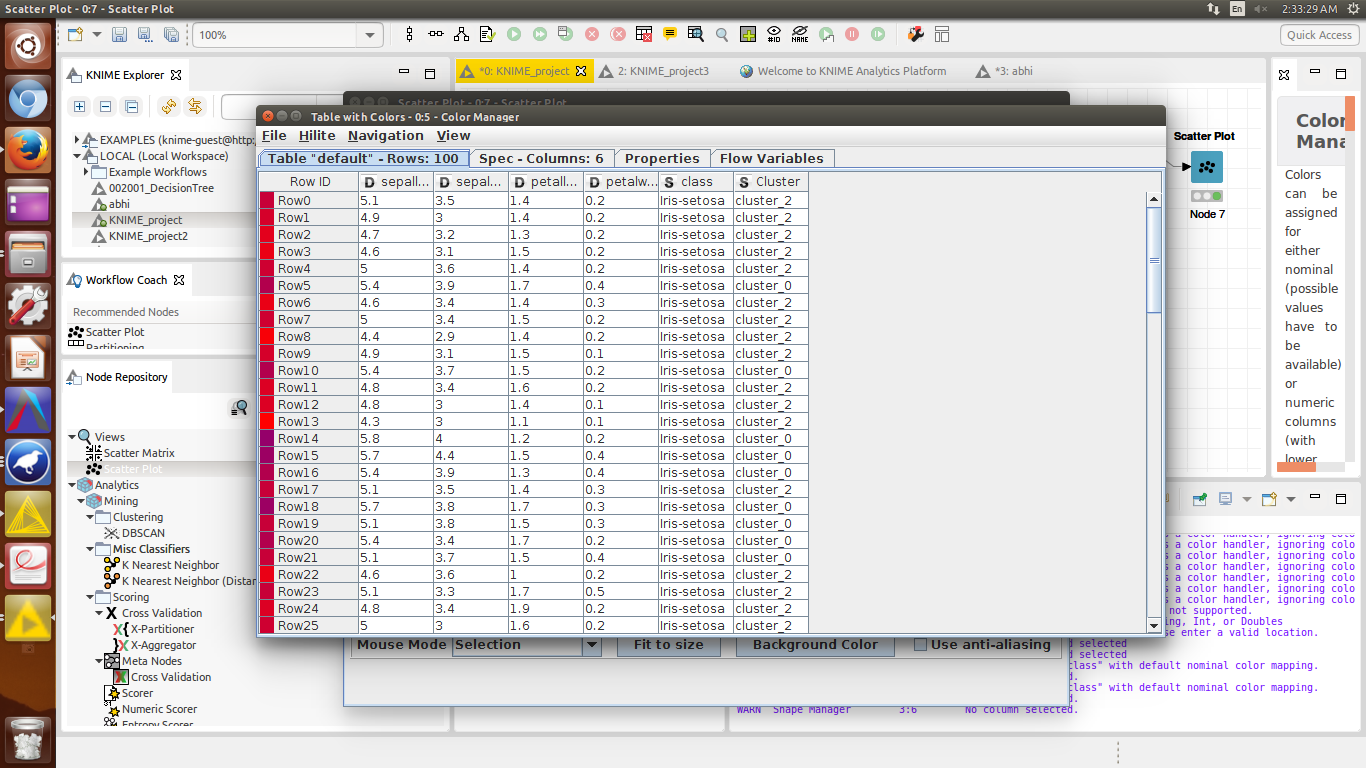 Scatter Plot - 0:7 - Scatter Plot
En
2:33:29 AM
100%
Quick Access
KNIME Explorer
EXAMPLES (knime-guest@http:
LOCAL (Local Workspace)
Example Workflows
002001_DecisionTree
abhi
KNIME_project
KNIME_project2
Workflow Coach
Recommended Nodes
Scatter Plot
Partitioning
Node Repository
Views
Scatter Matrix
Scatter Plot
Analytics
Mining
Clustering
DBSCAN
Misc Classifiers
K Nearest Neighbor
K Nearest Neighbor (Distan
Scoring
Cross Validation
X-Partitioner
X-Aggregator
Meta Nodes
Cross Validation
Scorer
Numeric Scorer
Entropy Scorer
*0: KNIME_project
2: KNIME_project3
Welcome to KNIME Analytics Platform
*3: abhi
Scatter Plot - 0:7 - Scatter Plot
Table with Colors - 0:5 - Color Manager
File Hilite Navigation View
Table "default" - Rows: 100 Spec - Columns: 6 Properties Flow Variables
Row ID D sepall... D sepal... D petall... D petalw... S class S Cluster
Row0 5.1 3.5 1.4 0.2 Iris-setosa cluster_2
Row1 4.9 3 1.4 0.2 Iris-setosa cluster_2
Row2 4.7 3.2 1.3 0.2 Iris-setosa cluster_2
Row3 4.6 3.1 1.5 0.2 Iris-setosa cluster_2
Row4 5 3.6 1.4 0.2 Iris-setosa cluster_2
Row5 5.4 3.9 1.7 0.4 Iris-setosa cluster_0
Row6 4.6 3.4 1.4 0.3 Iris-setosa cluster_2
Row7 5 3.4 1.5 0.2 Iris-setosa cluster_2
Row8 4.4 2.9 1.4 0.2 Iris-setosa cluster_2
Row9 4.9 3.1 1.5 0.1 Iris-setosa cluster_2
Row10 5.4 3.7 1.5 0.2 Iris-setosa cluster_0
Row11 4.8 3.4 1.6 0.2 Iris-setosa cluster_2
Row12 4.8 3 1.4 0.1 Iris-setosa cluster_2
Row13 4.3 3 1.1 0.1 Iris-setosa cluster_2
Row14 5.8 4 1.2 0.2 Iris-setosa cluster_0
Row15 5.7 4.4 1.5 0.4 Iris-setosa cluster_0
Row16 5.4 3.9 1.3 0.4 Iris-setosa cluster_0
Row17 5.1 3.5 1.4 0.3 Iris-setosa cluster_2
Row18 5.7 3.8 1.7 0.3 Iris-setosa cluster_0
Row19 5.1 3.8 1.5 0.3 Iris-setosa cluster_0
Row20 5.4 3.4 1.7 0.2 Iris-setosa cluster_0
Row21 5.1 3.7 1.5 0.4 Iris-setosa cluster_0
Row22 4.6 3.6 1 0.2 Iris-setosa cluster_2
Row23 5.1 3.3 1.7 0.5 Iris-setosa cluster_2
Row24 4.8 3.4 1.9 0.2 Iris-setosa cluster_2
Row25 5 3 1.6 0.2 Iris-setosa cluster_2
Mouse Mode Selection Fit to size Background Color Use anti-aliasing
Scatter Plot
Node 7
Color
Mana
Colors
can be
assigned
for
either
nominal
(possible
values
have to
be
available)
or
numeric
columns
(with
lower
s a color handler, ignoring colo
s a color handler, ignoring colo
s a color handler, ignoring colo
s a color handler, ignoring colo
s a color handler, ignoring colo
s a color handler, ignoring colo
s a color handler, ignoring colo
not supported.
ing, Int, or Doubles
se enter a valid location.
d selected
d selected
class" with default nominal color mapping.
d.
class" with default nominal color mapping.
d.
WARN Shape Manager 3:6 No column selected.